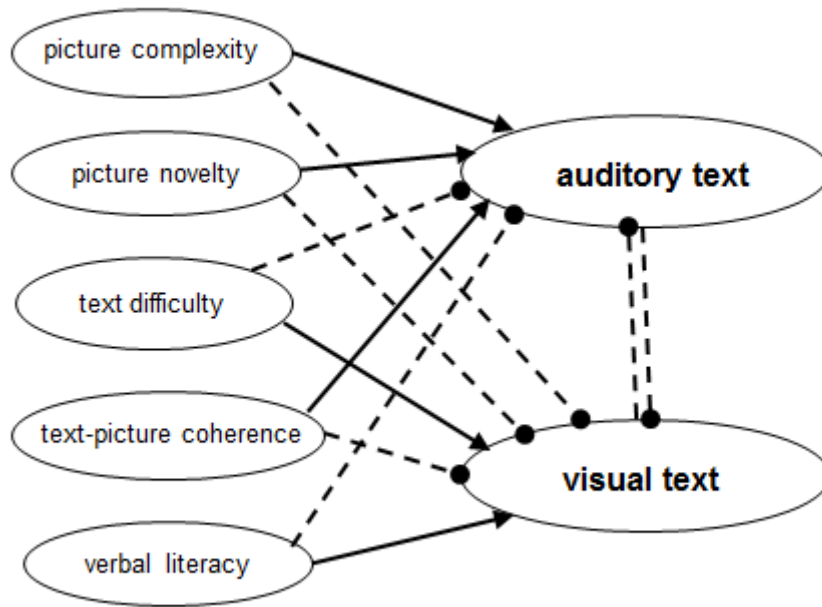 picture complexity
picture novelty
auditory text
text difficulty
text-picture coherence
visual text
verbal literacy